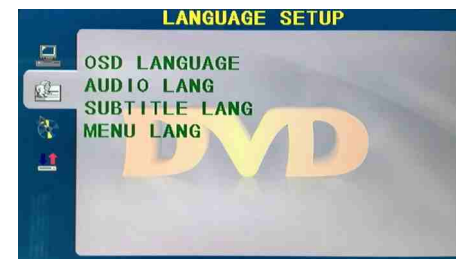 LANGUAGE SETUP
OSD LANGUAGE
AUDIO LANG
SUBTITLE LANG
MENU LANG
DVD